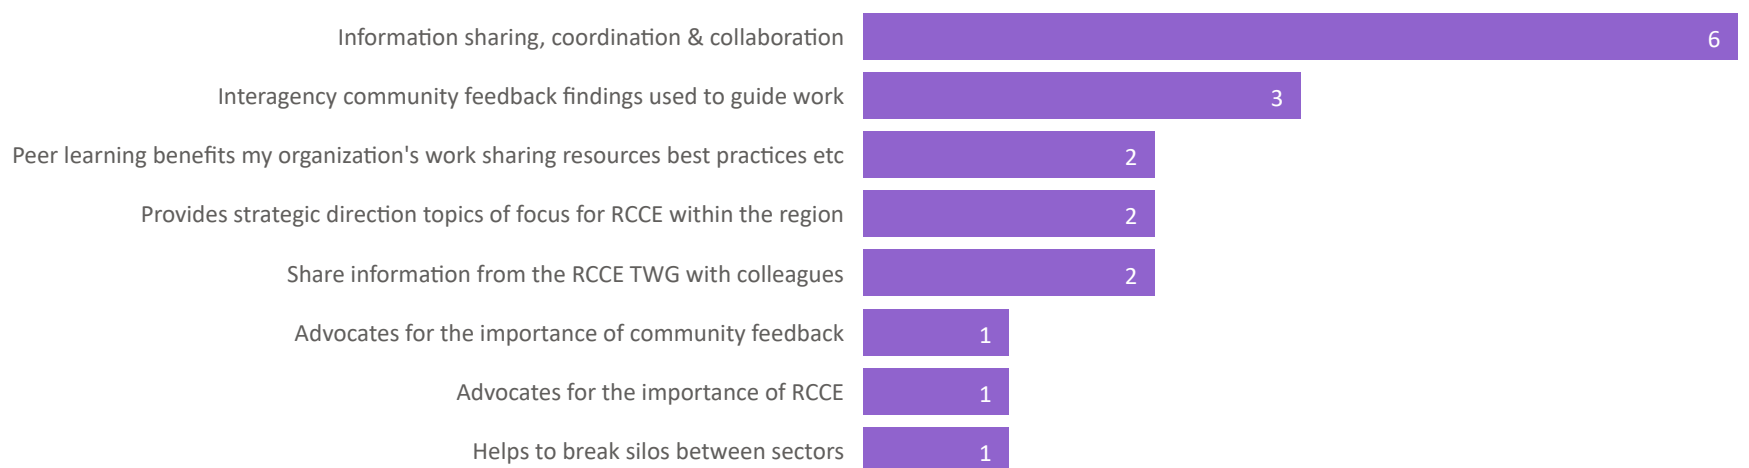 Information sharing, coordination & collaboration 6
Interagency community feedback findings used to guide work 3
Peer learning benefits my organization's work sharing resources best practices etc 2
Provides strategic direction topics of focus for RCCE within the region 2
Share information from the RCCE TWG with colleagues 2
Advocates for the importance of community feedback 1
Advocates for the importance of RCCE 1
Helps to break silos between sectors 1